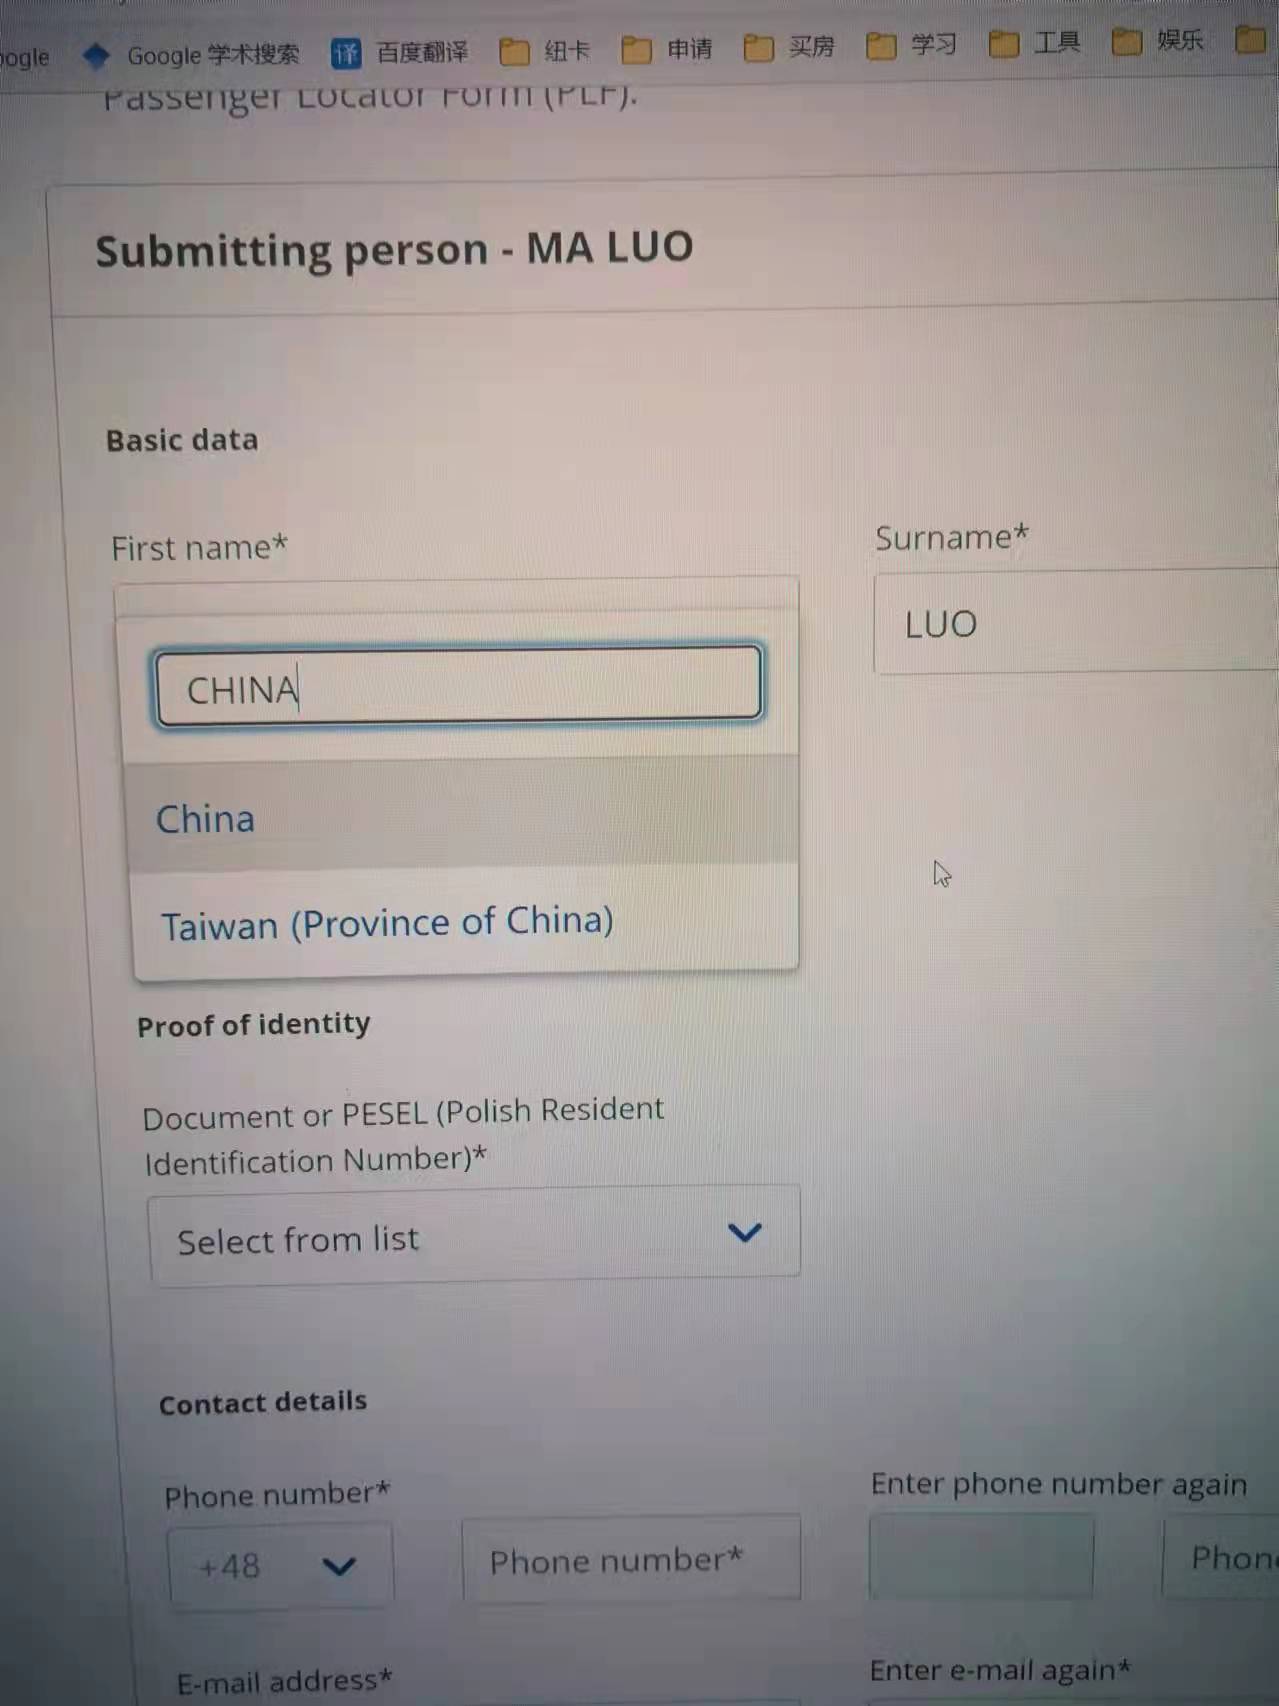 Google 学术搜索 译 百度翻译 纽卡 申请 买房 学习 工具 娱乐
Passenger Locator Form (PLF).
Submitting person - MA LUO
Basic data
First name* Surname*
LUO
CHINA
China
Taiwan (Province of China)
Proof of identity
Document or PESEL (Polish Resident
Identification Number)*
Select from list
Contact details
Phone number* Enter phone number again
+48 Phone number* Phon
E-mail address* Enter e-mail again*